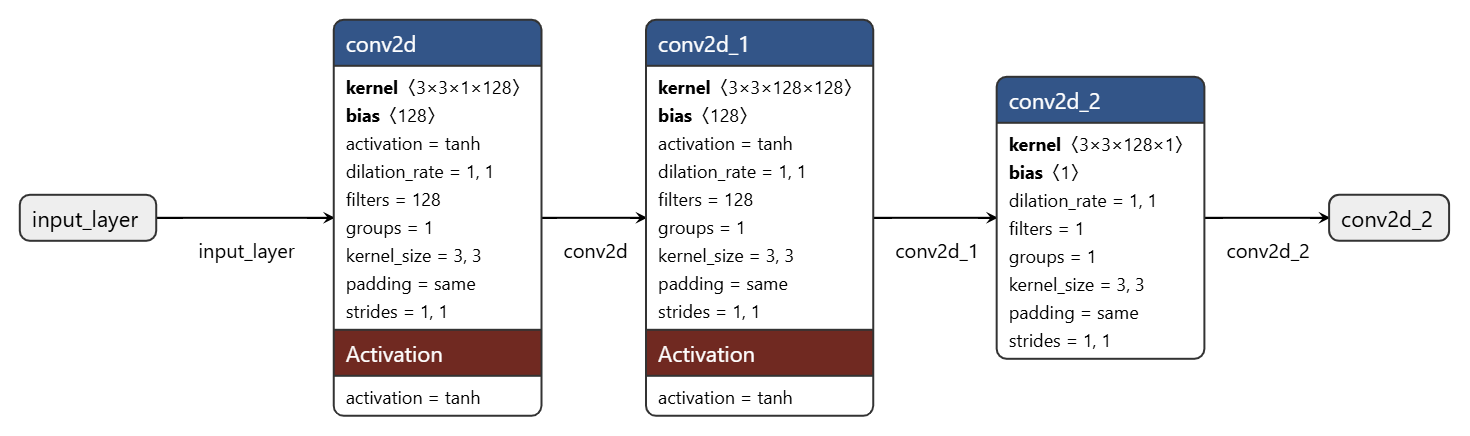 input_layer
input_layer
conv2d
kernel〈3×3×1×128〉
bias〈128〉
activation = tanh
dilation_rate = 1, 1
filters = 128
groups = 1
kernel_size = 3, 3
padding = same
strides = 1, 1
Activation
activation = tanh
conv2d
conv2d_1
kernel〈3×3×128×128〉
bias〈128〉
activation = tanh
dilation_rate = 1, 1
filters = 128
groups = 1
kernel_size = 3, 3
padding = same
strides = 1, 1
Activation
activation = tanh
conv2d_1
conv2d_2
kernel〈3×3×128×1〉
bias〈1〉
dilation_rate = 1, 1
filters = 1
groups = 1
kernel_size = 3, 3
padding = same
strides = 1, 1
conv2d_2
conv2d_2